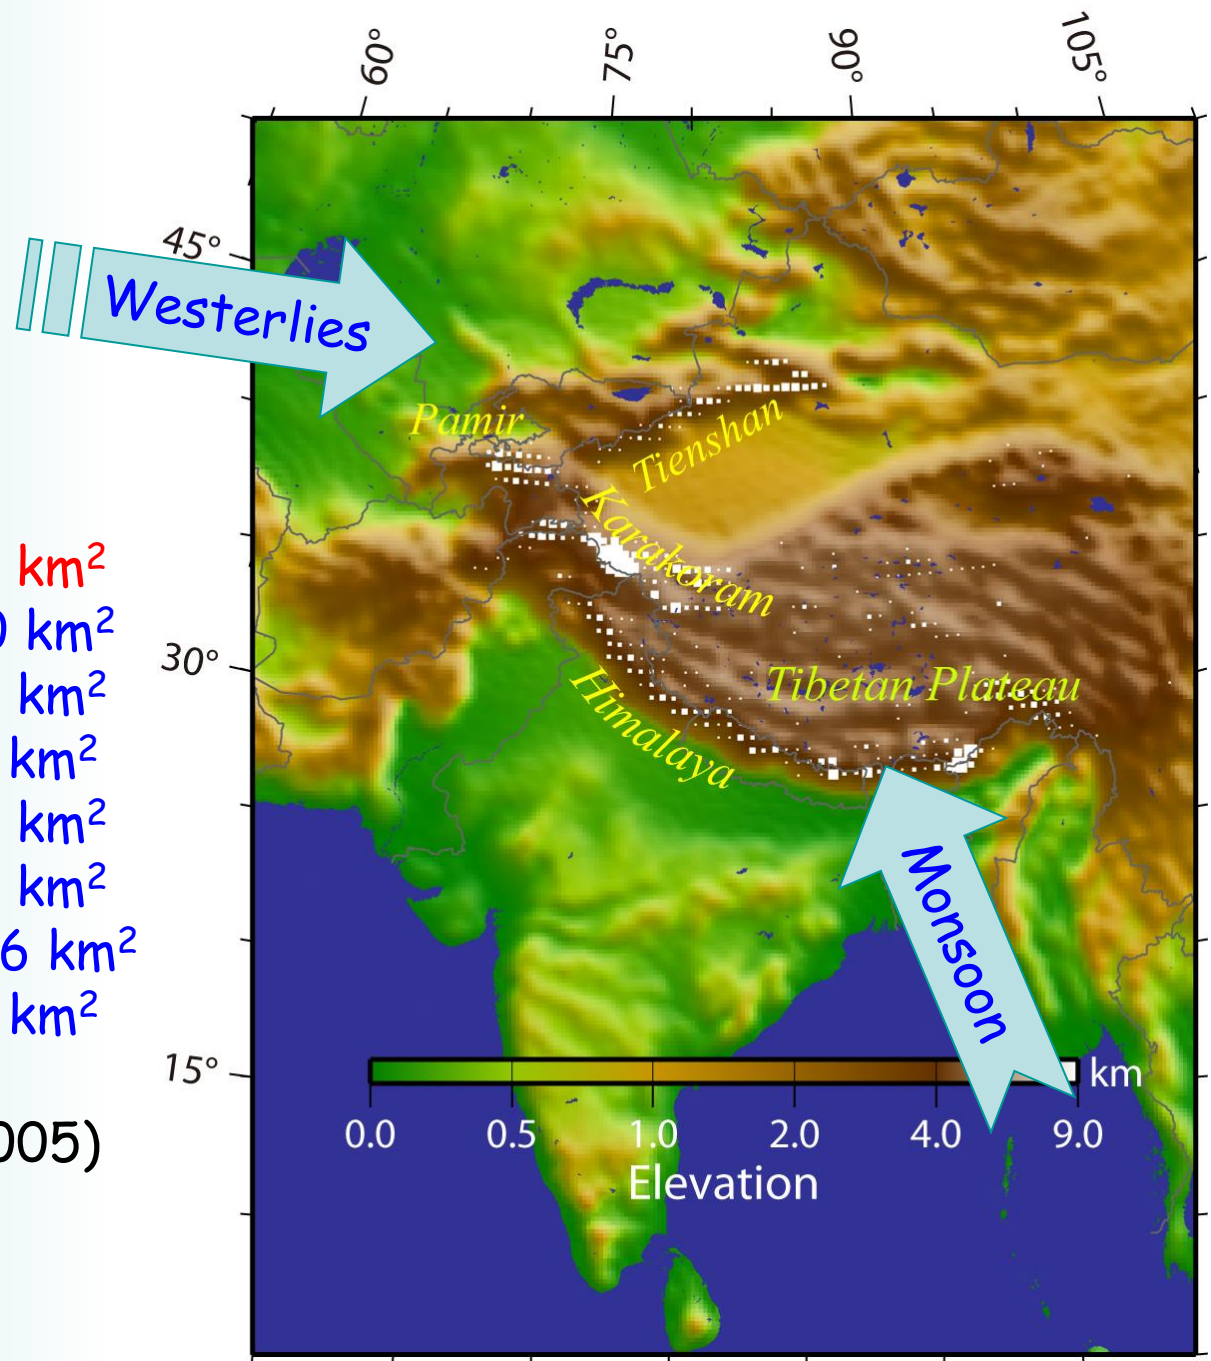 60° 75° 90° 105°
45°
Westerlies
Pamir
Tienshan
Karakoram
km²
0 km²
km²
30°
Tibetan Plateau
Himalaya
km²
km²
km²
Monsoon
6 km²
km²
15°
km
005)
0.0 0.5 1.0 2.0 4.0 9.0
Elevation